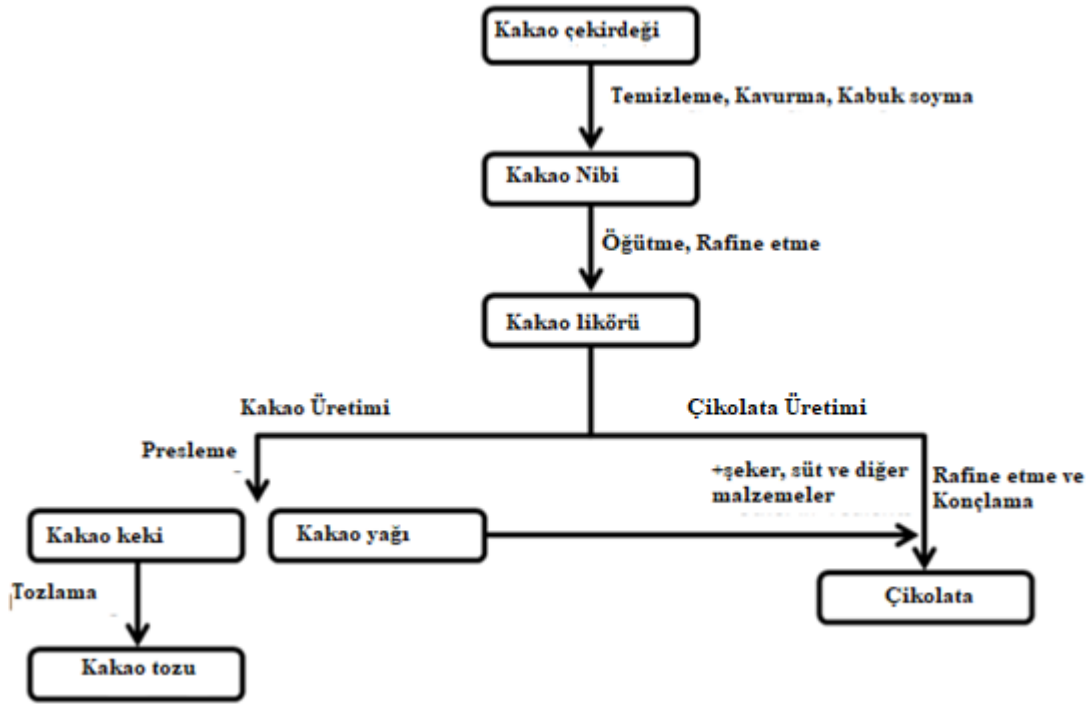 Kakao çekirdeği
Temizleme, Kavurma, Kabuk soyma
Kakao Nibi
Öğütme, Rafine etme
Kakao likörü
Kakao Üretimi
Çikolata Üretimi
Presleme
+şeker, süt ve diğer
malzemeler
Rafine etme ve
Konçlama
Kakao keki
Kakao yağı
Tozlama
Çikolata
Kakao tozu